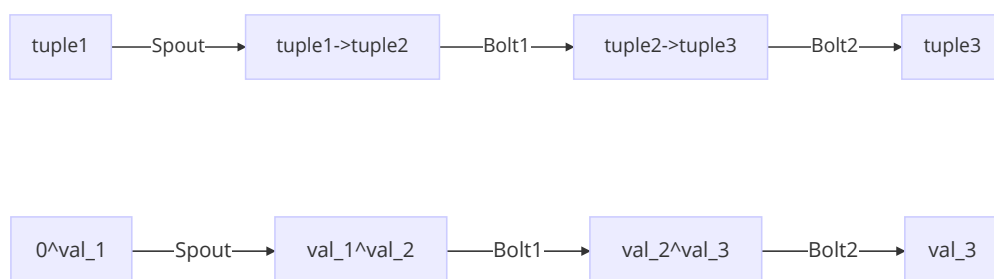 tuple1 Spout tuple1->tuple2 Bolt1 tuple2->tuple3 Bolt2 tuple3
0^val_1 Spout val_1^val_2 Bolt1 val_2^val_3 Bolt2 val_3